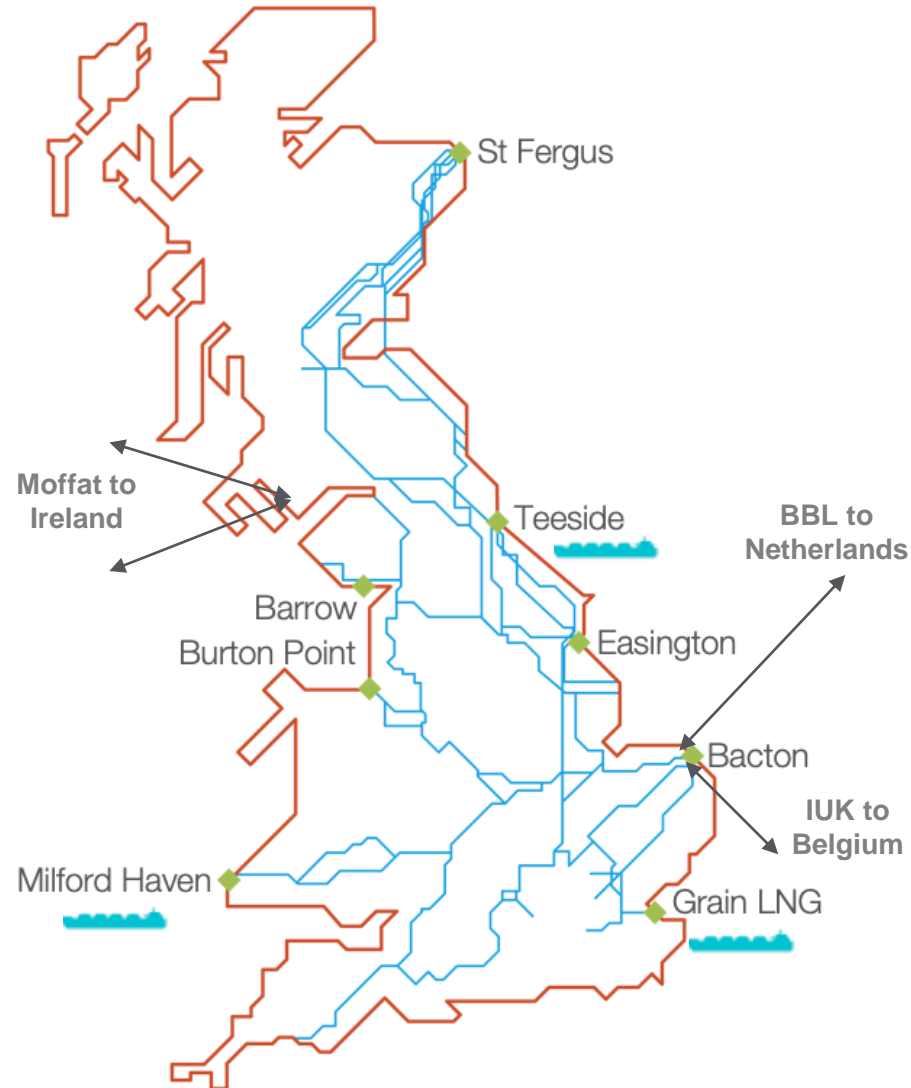 St Fergus
Moffat to
Ireland
Teeside
BBL to
Netherlands
Barrow
Easington
Burton Point
Bacton
IUK to
Belgium
Milford Haven
Grain LNG